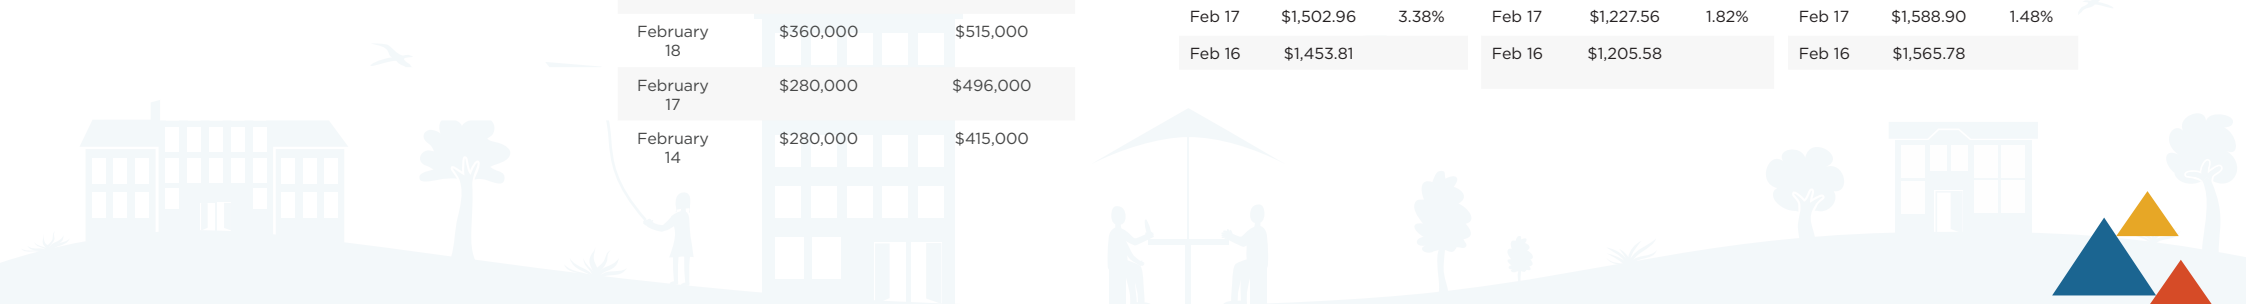 February $360,000 $515,000
18
February $280,000 $496,000
17
February $280,000 $415,000
14
Feb 17 $1,502.96 3.38%
Feb 16 $1,453.81
Feb 17 $1,227.56 1.82%
Feb 16 $1,205.58
Feb 17 $1,588.90 1.48%
Feb 16 $1,565.78